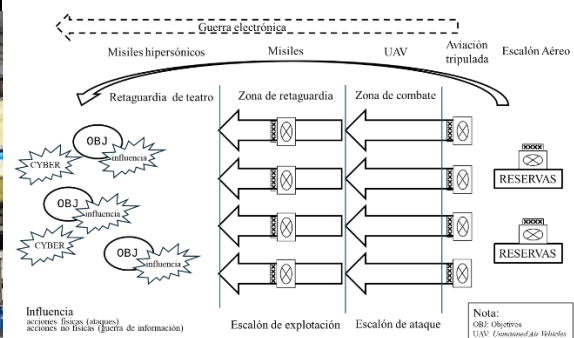 Guerra electrónica
Misiles hipersónicos
Misiles
UAV
Aviación
tripulada
Escalón Aéreo
Retaguardia de teatro
Zona de retaguardia
Zona de combate
OBJ
CYBER
influencia
OBJ
influencia
CYBER
OBJ
influencia
XXXX
RESERVAS
XXXX
RESERVAS
Influencia
acciones físicas (ataques)
acciones no físicas (guerra de información)
Escalón de explotación
Escalón de ataque
Nota:
OBJ: Objetivos
UAV: Unmanned Air Vehicles